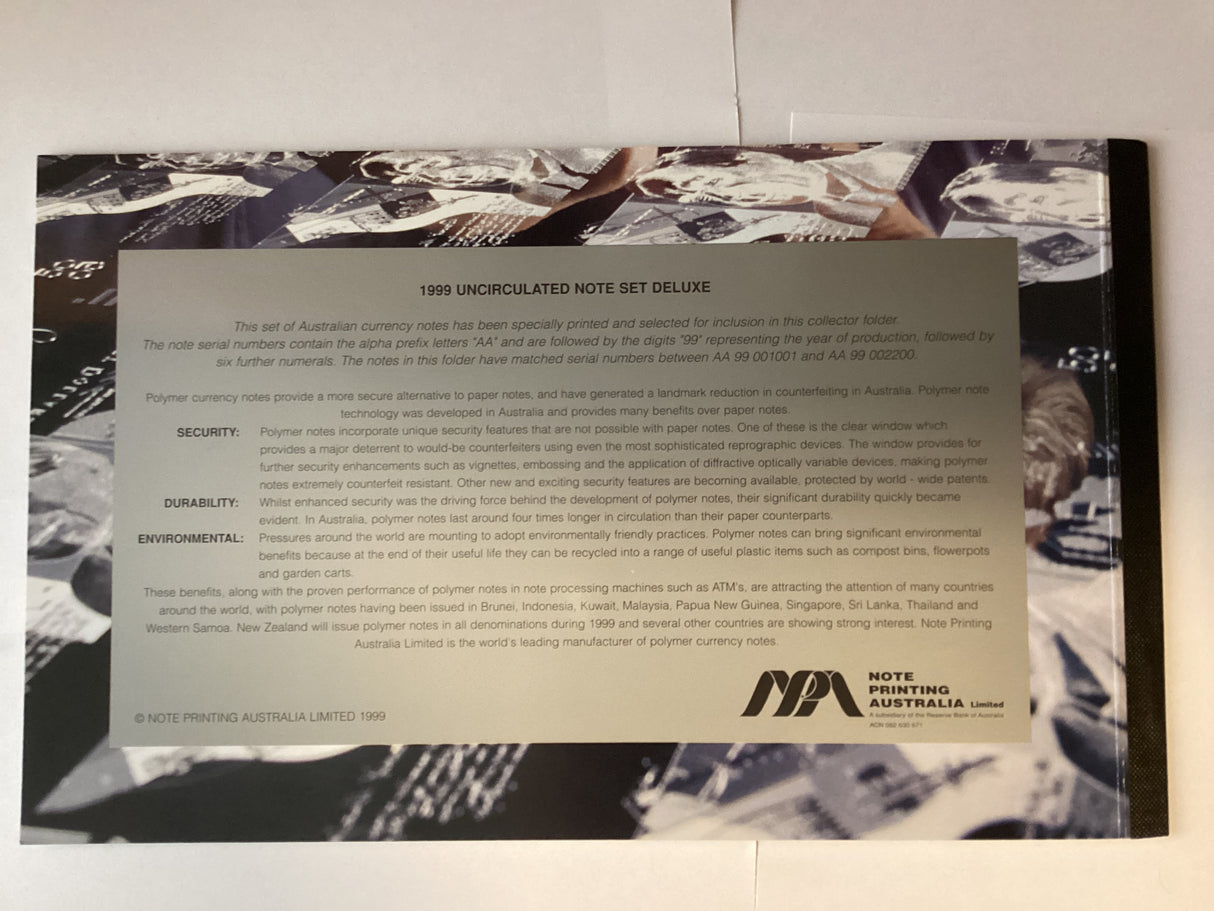 1999 UNCIRCULATED NOTE SET DELUXE
This set of Australian currency notes has been specially printed and selected for inclusion in this collector folder.
The note serial numbers contain the alpha prefix letters "AA" and are followed by the digits "99" representing the year of production, followed by
six further numerals. The notes in this folder have matched serial numbers between AA 99 001001 and AA 99 002200.
Polymer currency notes provide a more secure alternative to paper notes, and have generated a landmark reduction in counterfeiting in Australia. Polymer note
technology was developed in Australia and provides many benefits over paper notes.
SECURITY: Polymer notes incorporate unique security features that are not possible with paper notes. One of these is the clear window which
provides a major deterrent to would-be counterfeiters using even the most sophisticated reprographic devices. The window provides for
further security enhancements such as vignettes, embossing and the application of diffractive optically variable devices, making polymer
notes extremely counterfeit resistant. Other new and exciting security features are becoming available, protected by world - wide patents.
DURABILITY: Whilst enhanced security was the driving force behind the development of polymer notes, their significant durability quickly became
evident. In Australia, polymer notes last around four times longer in circulation than their paper counterparts.
ENVIRONMENTAL: Pressures around the world are mounting to adopt environmentally friendly practices. Polymer notes can bring significant environmental
benefits because at the end of their useful life they can be recycled into a range of useful plastic items such as compost bins, flowerpots
and garden carts.
These benefits, along with the proven performance of polymer notes in note processing machines such as ATM's, are attracting the attention of many countries
around the world, with polymer notes having been issued in Brunei, Indonesia, Kuwait, Malaysia, Papua New Guinea, Singapore, Sri Lanka, Thailand and
Western Samoa. New Zealand will issue polymer notes in all denominations during 1999 and several other countries are showing strong interest. Note Printing
Australia Limited is the world's leading manufacturer of polymer currency notes.
NPA
NOTE
PRINTING
AUSTRALIA Limited
A subsidiary of the Reserve Bank of Australia
© NOTE PRINTING AUSTRALIA LIMITED 1999